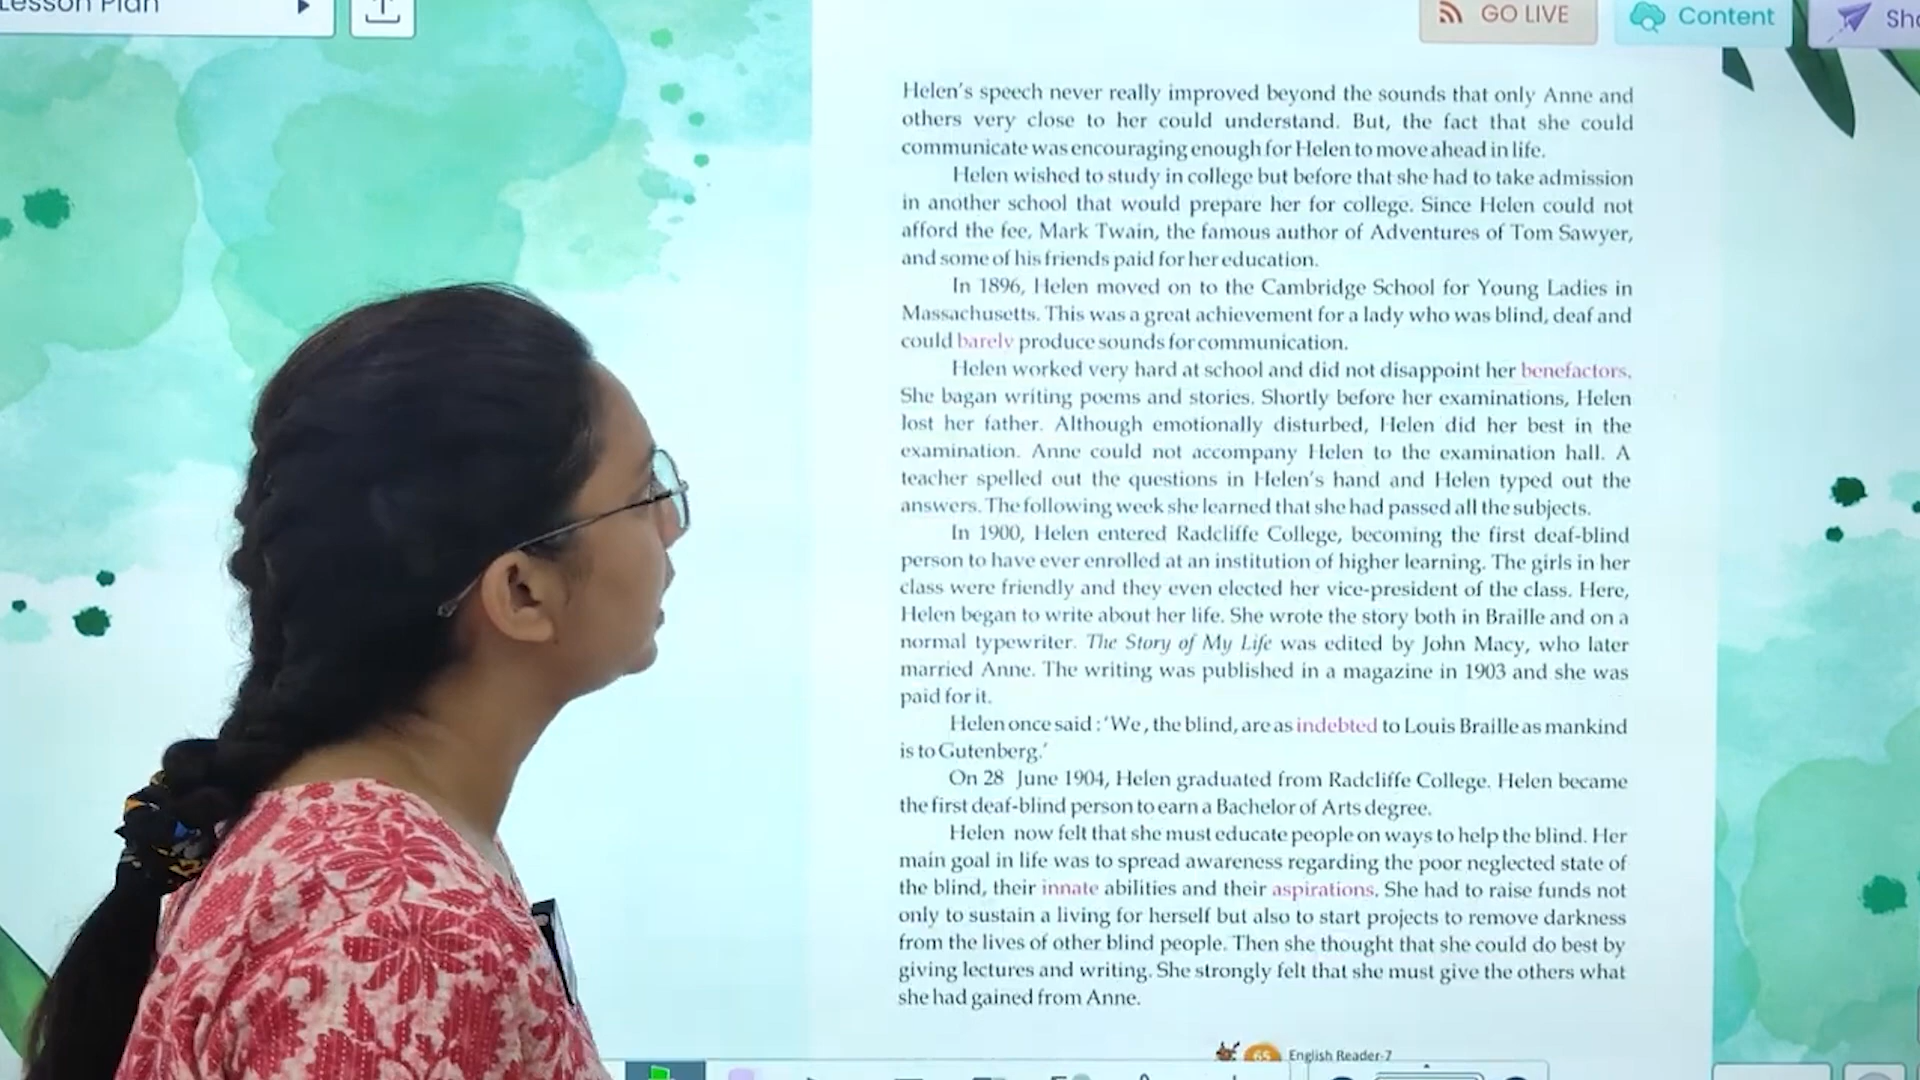 Lesson Plan
GO LIVE
Content
Helen's speech never really improved beyond the sounds that only Anne and
others very close to her could understand. But, the fact that she could
communicate was encouraging enough for Helen to move ahead in life.
Helen wished to study in college but before that she had to take admission
in another school that would prepare her for college. Since Helen could not
afford the fee, Mark Twain, the famous author of Adventures of Tom Sawyer,
and some of his friends paid for her education.
In 1896, Helen moved on to the Cambridge School for Young Ladies in
Massachusetts. This was a great achievement for a lady who was blind, deaf and
could barely produce sounds for communication.
Helen worked very hard at school and did not disappoint her benefactors.
She bagan writing poems and stories. Shortly before her examinations, Helen
lost her father. Although emotionally disturbed, Helen did her best in the
examination. Anne could not accompany Helen to the examination hall. A
teacher spelled out the questions in Helen's hand and Helen typed out the
answers. The following week she learned that she had passed all the subjects.
In 1900, Helen entered Radcliffe College, becoming the first deaf-blind
person to have ever enrolled at an institution of higher learning. The girls in her
class were friendly and they even elected her vice-president of the class. Here,
Helen began to write about her life. She wrote the story both in Braille and on a
normal typewriter. The Story of My Life was edited by John Macy, who later
married Anne. The writing was published in a magazine in 1903 and she was
paid for it.
Helen once said : 'We, the blind, are as indebted to Louis Braille as mankind
is to Gutenberg.'
On 28 June 1904, Helen graduated from Radcliffe College. Helen became
the first deaf-blind person to earn a Bachelor of Arts degree.
Helen now felt that she must educate people on ways to help the blind. Her
main goal in life was to spread awareness regarding the poor neglected state of
the blind, their innate abilities and their aspirations. She had to raise funds not
only to sustain a living for herself but also to start projects to remove darkness
from the lives of other blind people. Then she thought that she could do best by
giving lectures and writing. She strongly felt that she must give the others what
she had gained from Anne.
65 English Reader-7